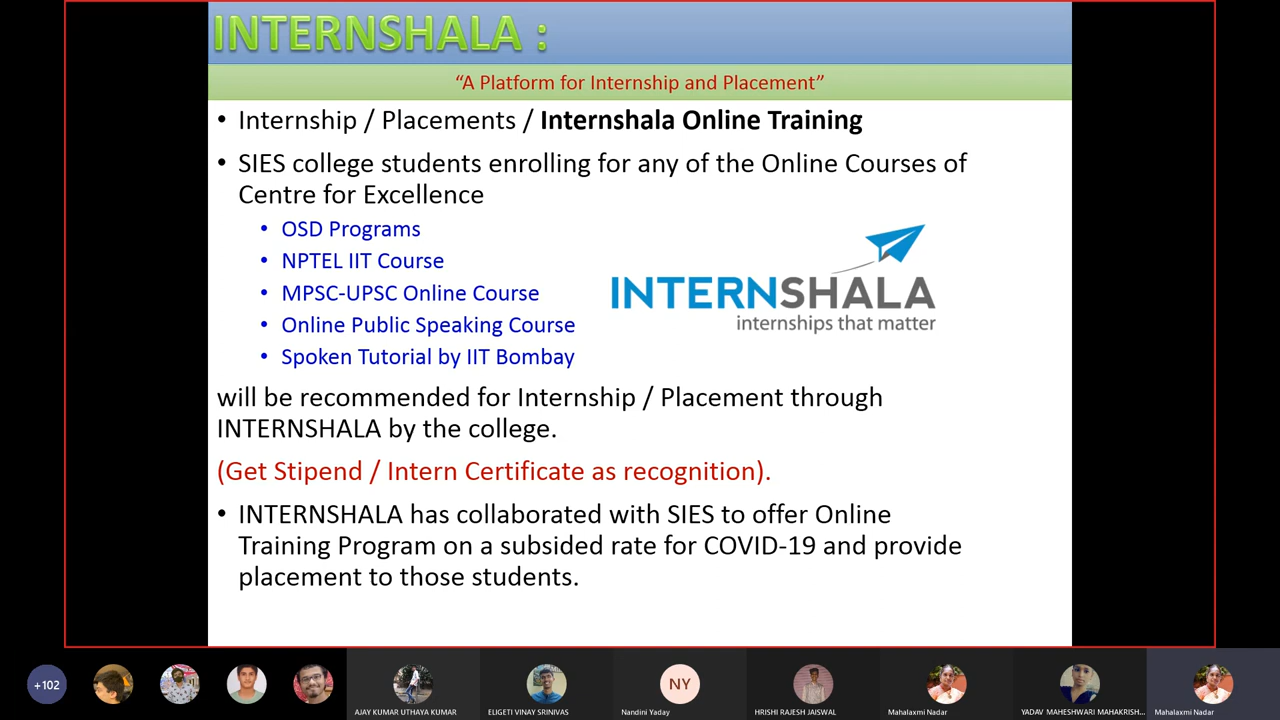 INTERNSHALA :
“A Platform for Internship and Placement”
• Internship / Placements / Internshala Online Training
• SIES college students enrolling for any of the Online Courses of
Centre for Excellence
• OSD Programs
• NPTEL IIT Course
• MPSC-UPSC Online Course
• Online Public Speaking Course
• Spoken Tutorial by IIT Bombay
INTERNSHALA
internships that matter
will be recommended for Internship / Placement through
INTERNSHALA by the college.
(Get Stipend / Intern Certificate as recognition).
• INTERNSHALA has collaborated with SIES to offer Online
Training Program on a subsided rate for COVID-19 and provide
placement to those students.
+102
AJAY KUMAR UTHAYA KUMAR
ELIGETI VINAY SRINIVAS
NY
Nandini Yadav
HRISHI RAJESH JAISWAL
Mahalaxmi Nadar
YADAV MAHESHWARI MAHAKRISH...
Mahalaxmi Nadar